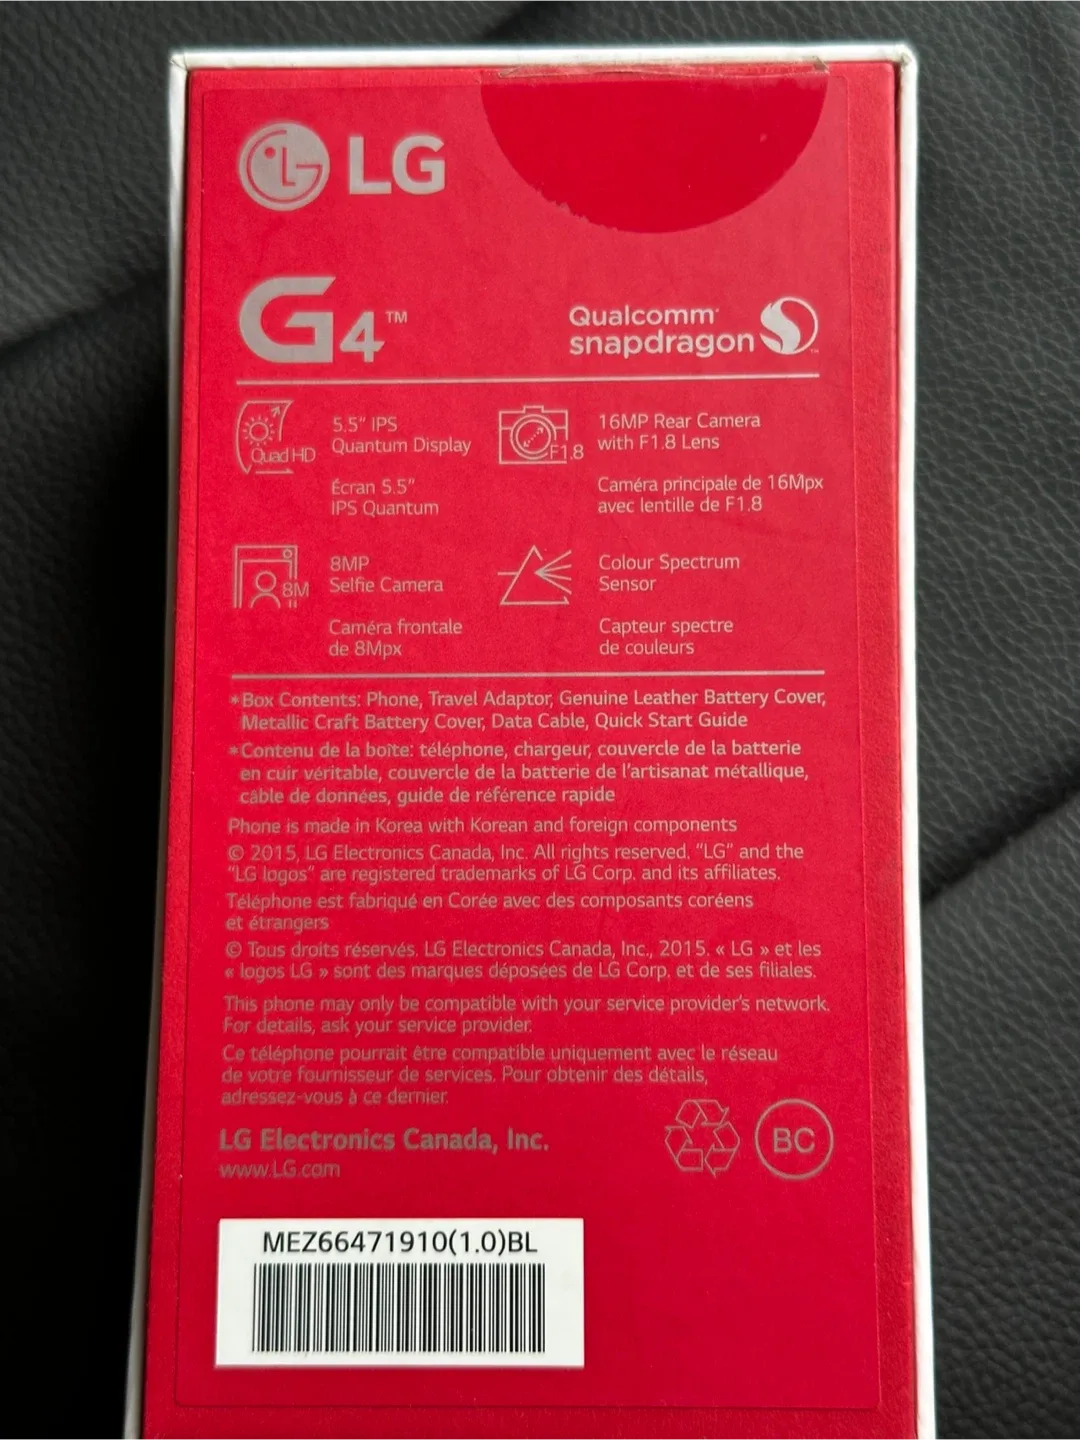 LG
G4™
Qualcomm
snapdragon™
Quad HD
5.5" IPS
Quantum Display
Écran 5.5"
IPS Quantum
F1.8
16MP Rear Camera
with F1.8 Lens
Caméra principale de 16Mpx
avec lentille de F1.8
8M
8MP
Selfie Camera
Caméra frontale
de 8Mpx
Colour Spectrum
Sensor
Capteur spectre
de couleurs
*Box Contents: Phone, Travel Adaptor, Genuine Leather Battery Cover,
Metallic Craft Battery Cover, Data Cable, Quick Start Guide
*Contenu de la boîte: téléphone, chargeur, couvercle de la batterie
en cuir véritable, couvercle de la batterie de l'artisanat métallique,
câble de données, guide de référence rapide
Phone is made in Korea with Korean and foreign components
© 2015, LG Electronics Canada, Inc. All rights reserved. "LG" and the
"LG logos" are registered trademarks of LG Corp. and its affiliates.
Téléphone est fabriqué en Corée avec des composants coréens
et étrangers
© Tous droits réservés. LG Electronics Canada, Inc., 2015. « LG » et les
« logos LG » sont des marques déposées de LG Corp. et de ses filiales.
This phone may only be compatible with your service provider's network.
For details, ask your service provider.
Ce téléphone pourrait être compatible uniquement avec le réseau
de votre fournisseur de services. Pour obtenir des détails,
adressez-vous à ce dernier.
LG Electronics Canada, Inc.
www.LG.com
BC
MEZ66471910(1.0)BL